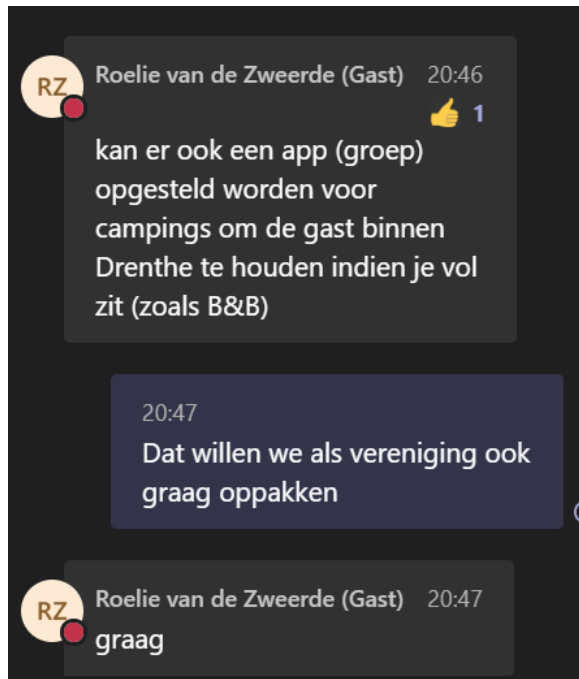 RZ
Roelie van de Zweerde (Gast) 20:46
👍 1
kan er ook een app (groep)
opgesteld worden voor
campings om de gast binnen
Drenthe te houden indien je vol
zit (zoals B&B)
20:47
Dat willen we als vereniging ook
graag oppakken
RZ
Roelie van de Zweerde (Gast) 20:47
graag